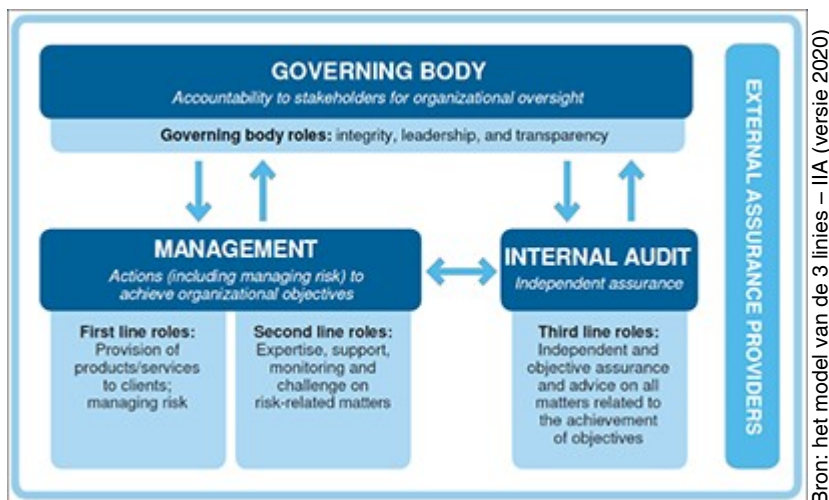 GOVERNING BODY
Accountability to stakeholders for organizational oversight
Governing body roles: integrity, leadership, and transparency
MANAGEMENT
Actions (including managing risk) to
achieve organizational objectives
First line roles:
Provision of
products/services
to clients;
managing risk
Second line roles:
Expertise, support,
monitoring and
challenge on
risk-related matters
INTERNAL AUDIT
Independent assurance
Third line roles:
Independent and
objective assurance
and advice on all
matters related to
the achievement
of objectives
EXTERNAL ASSURANCE PROVIDERS
Bron: het model van de 3 linies – IIA (versie 2020)